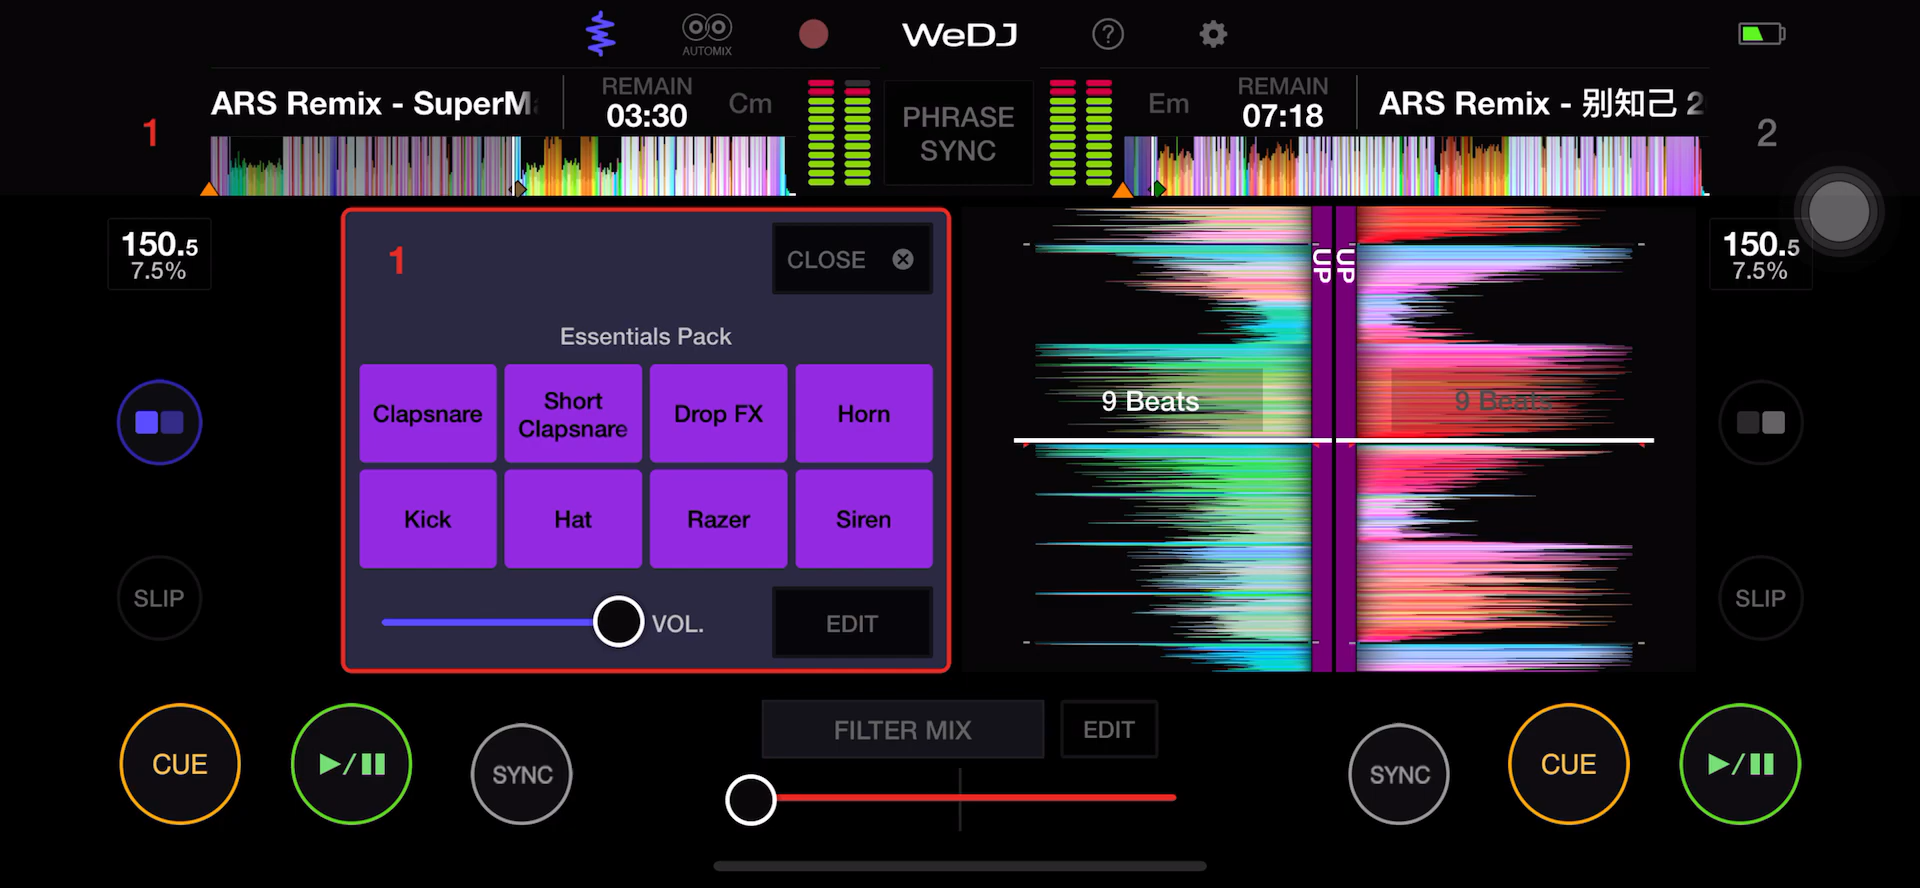 AUTOMIX
WeDJ
?
1
ARS Remix - SuperM
REMAIN
03:30
Cm
PHRASE
SYNC
Em
REMAIN
07:18
ARS Remix - 别知己 2
2
150.5
7.5%
1
CLOSE
Essentials Pack
Clapsnare
Short
Clapsnare
Drop FX
Horn
Kick
Hat
Razer
Siren
VOL.
EDIT
UP
UP
9 Beats
9 Beats
150.5
7.5%
SLIP
SLIP
CUE
SYNC
FILTER MIX
EDIT
SYNC
CUE